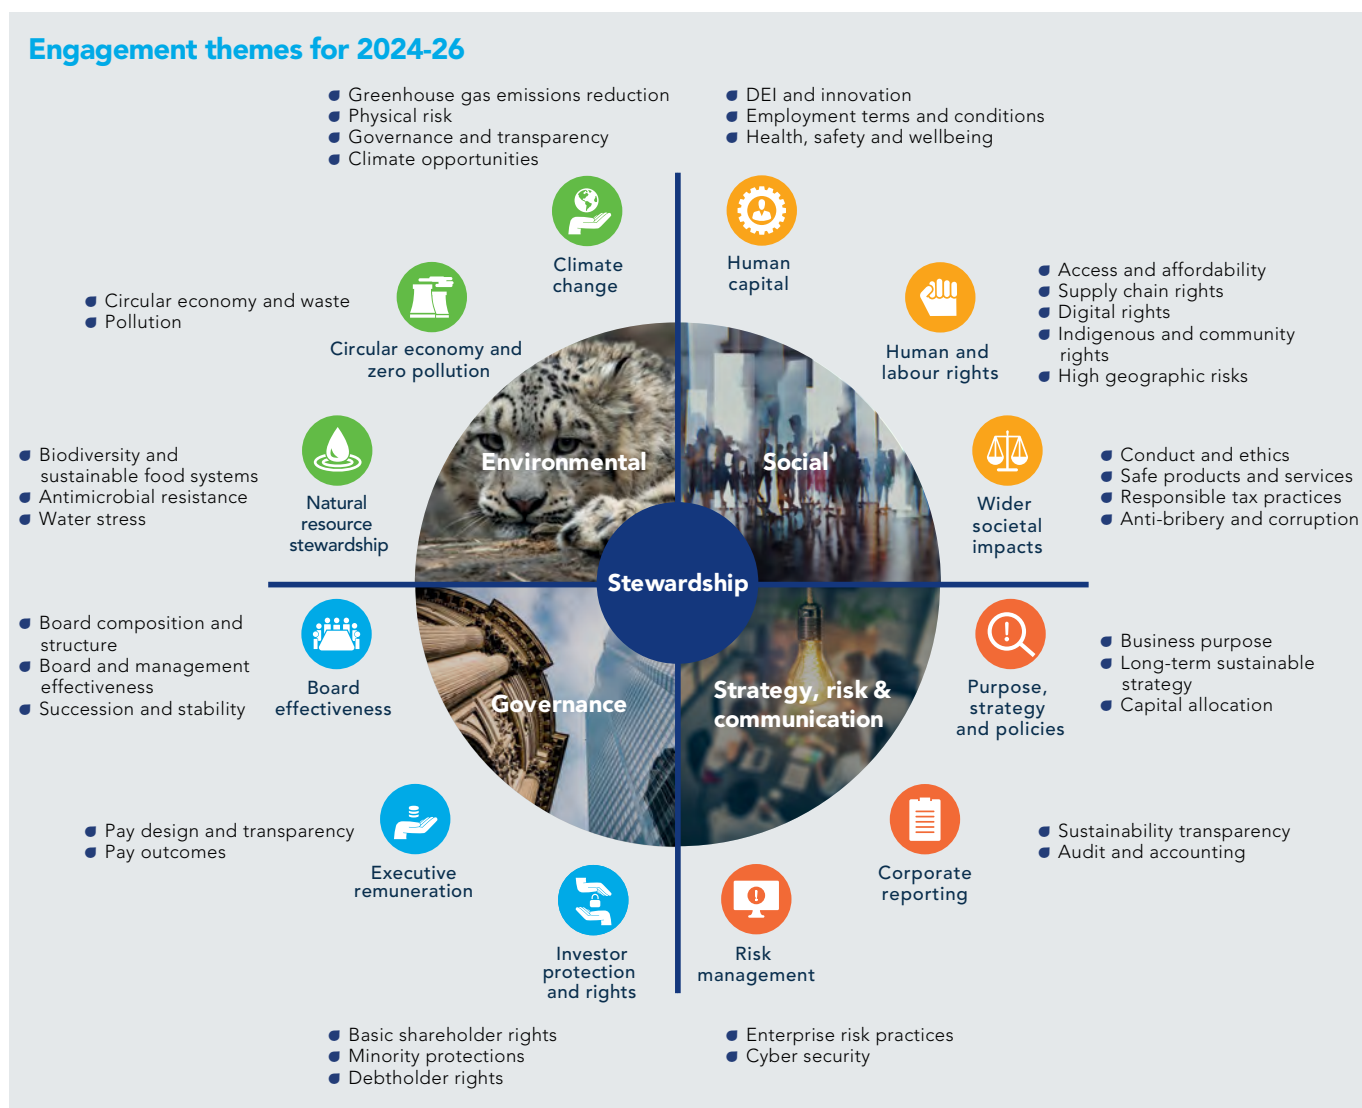 Engagement themes for 2024-26
Greenhouse gas emissions reduction
Physical risk
Governance and transparency
Climate opportunities
Climate
change
Circular economy and waste
Pollution
Circular economy and
zero pollution
Biodiversity and
sustainable food systems
Antimicrobial resistance
Water stress
Natural
resource
stewardship
Environmental
DEI and innovation
Employment terms and conditions
Health, safety and wellbeing
Human
capital
Access and affordability
Supply chain rights
Digital rights
Indigenous and community
rights
High geographic risks
Human and
labour rights
Conduct and ethics
Safe products and services
Responsible tax practices
Anti-bribery and corruption
Wider
societal
impacts
Social
Stewardship
Board composition and
structure
Board and management
effectiveness
Succession and stability
Board
effectiveness
Governance
Pay design and transparency
Pay outcomes
Executive
remuneration
Investor
protection
and rights
Basic shareholder rights
Minority protections
Debtholder rights
Strategy, risk &
communication
Purpose,
strategy
and policies
Business purpose
Long-term sustainable
strategy
Capital allocation
Corporate
reporting
Sustainability transparency
Audit and accounting
Risk
management
Enterprise risk practices
Cyber security